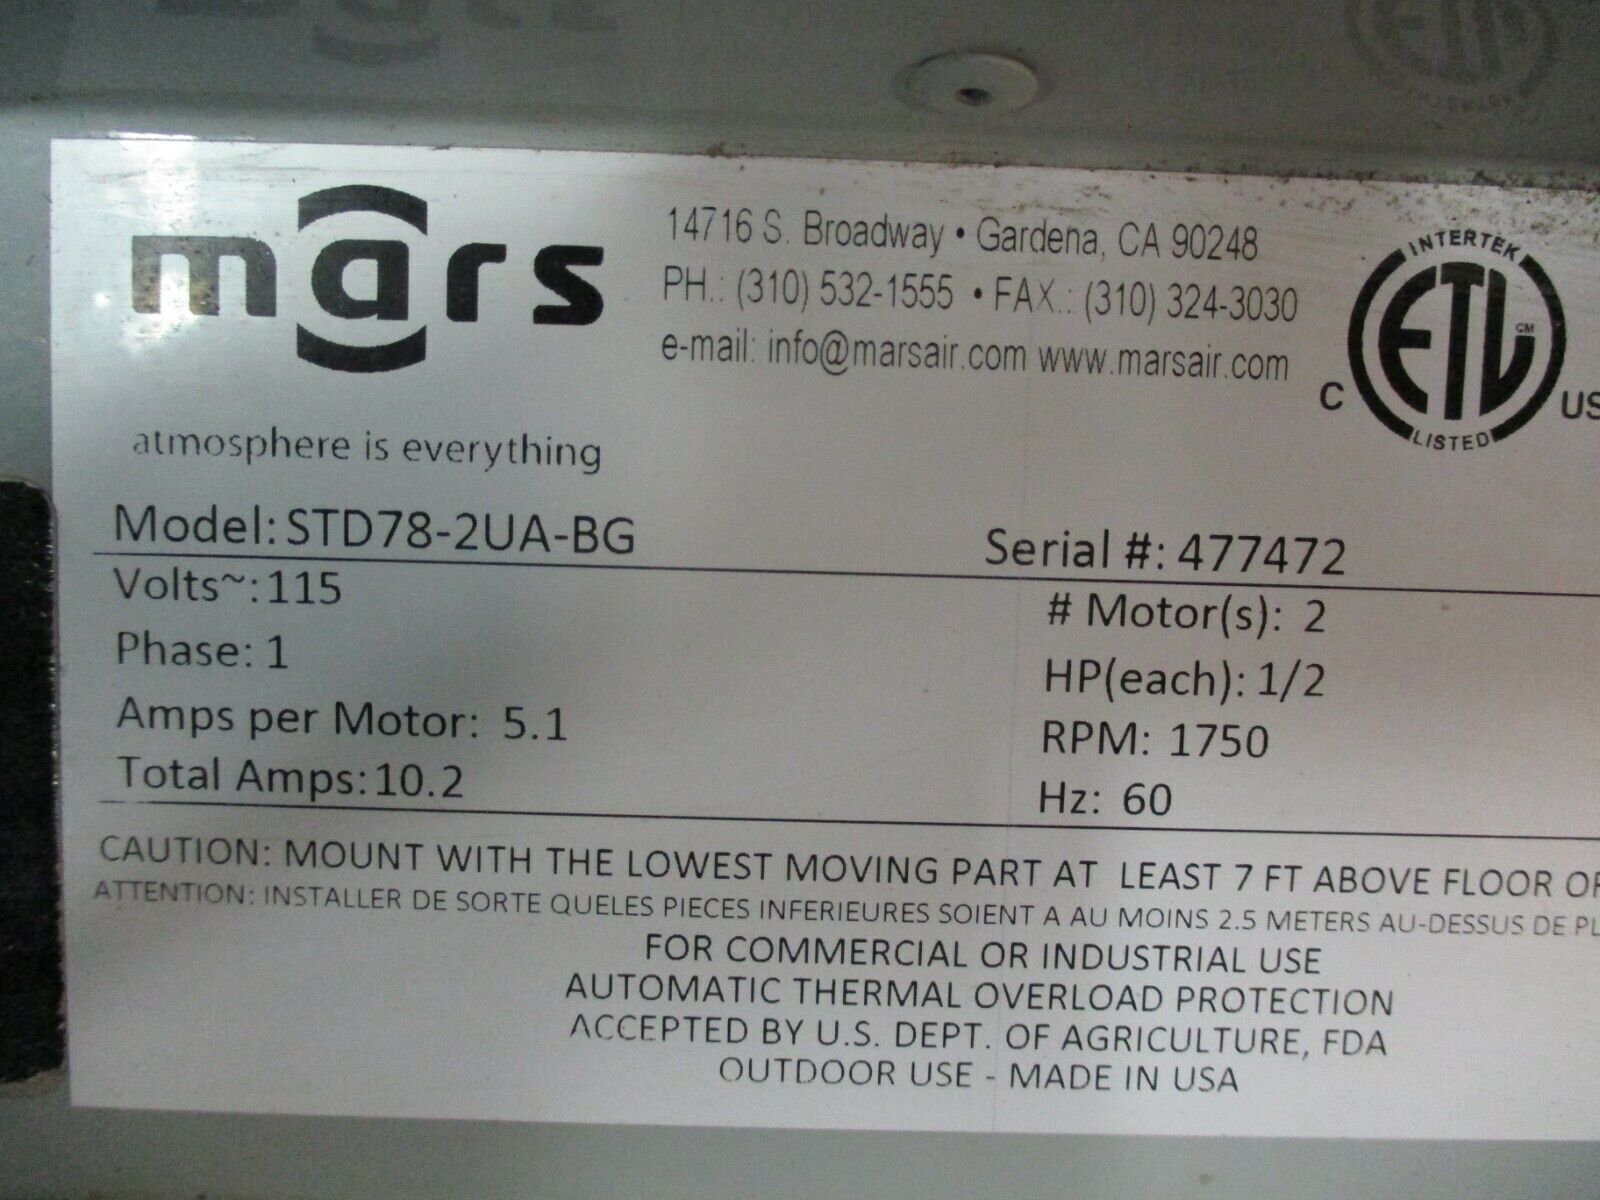 mars
atmosphere is everything
14716 S. Broadway • Gardena, CA 90248
PH.: (310) 532-1555 • FAX.: (310) 324-3030
e-mail: info@marsair.com www.marsair.com
INTERTEK
ETL CM
C US
LISTED
Model: STD78-2UA-BG
Serial #: 477472
Volts~: 115
Phase: 1
Amps per Motor: 5.1
Total Amps: 10.2
# Motor(s): 2
HP(each): 1/2
RPM: 1750
Hz: 60
CAUTION: MOUNT WITH THE LOWEST MOVING PART AT LEAST 7 FT ABOVE FLOOR
ATTENTION: INSTALLER DE SORTE QUELES PIECES INFERIEURES SOIENT A AU MOINS 2.5 METERS AU-DESSUS DE
FOR COMMERCIAL OR INDUSTRIAL USE
AUTOMATIC THERMAL OVERLOAD PROTECTION
ACCEPTED BY U.S. DEPT. OF AGRICULTURE, FDA
OUTDOOR USE - MADE IN USA